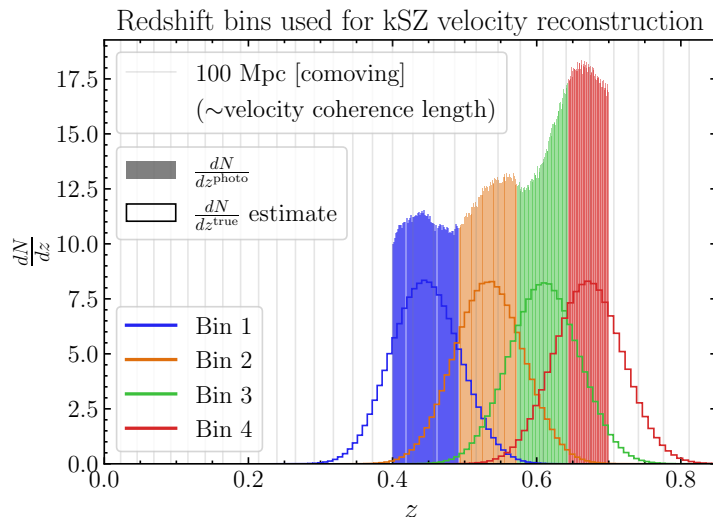 Redshift bins used for kSZ velocity reconstruction
100 Mpc [comoving]
(∼velocity coherence length)
dN/dz^photo
dN/dz^true estimate
Bin 1
Bin 2
Bin 3
Bin 4
dN/dz
17.5
15.0
12.5
10.0
7.5
5.0
2.5
0.0
0.0 0.2 0.4 0.6 0.8
z